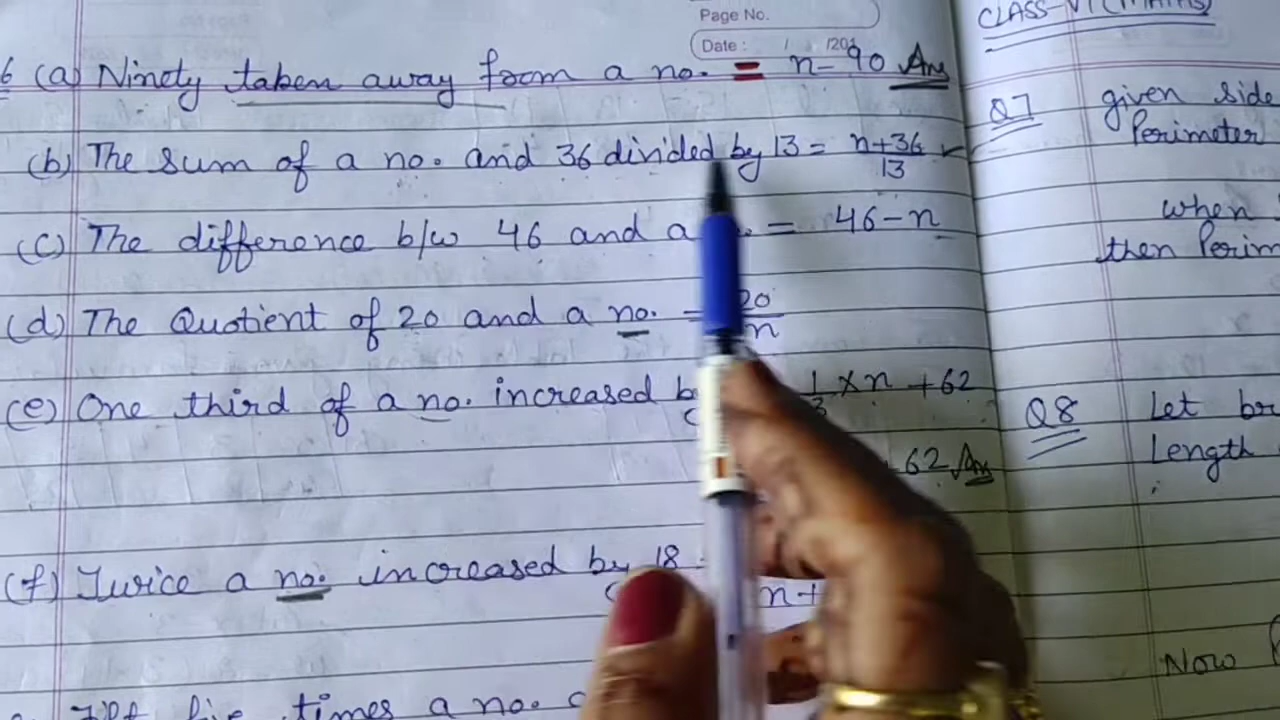 Page No.
Date : / /201
6 (a) Ninety taken away from a no. = n-90 Ans
(b) The sum of a no. and 36 divided by 13 = n+36/13
(c) The difference b/w 46 and a = 46-n
(d) The Quotient of 20 and a no. = 20/n
(e) One third of a no. increased 1/3 × n + 62
62 Ans
(f) Twice a no. increased by 18
n+
times a no.
CLASS-VI (MATHS)
Q7 given side
Perimeter
when
then Perim
Q8 Let br
Length
Now